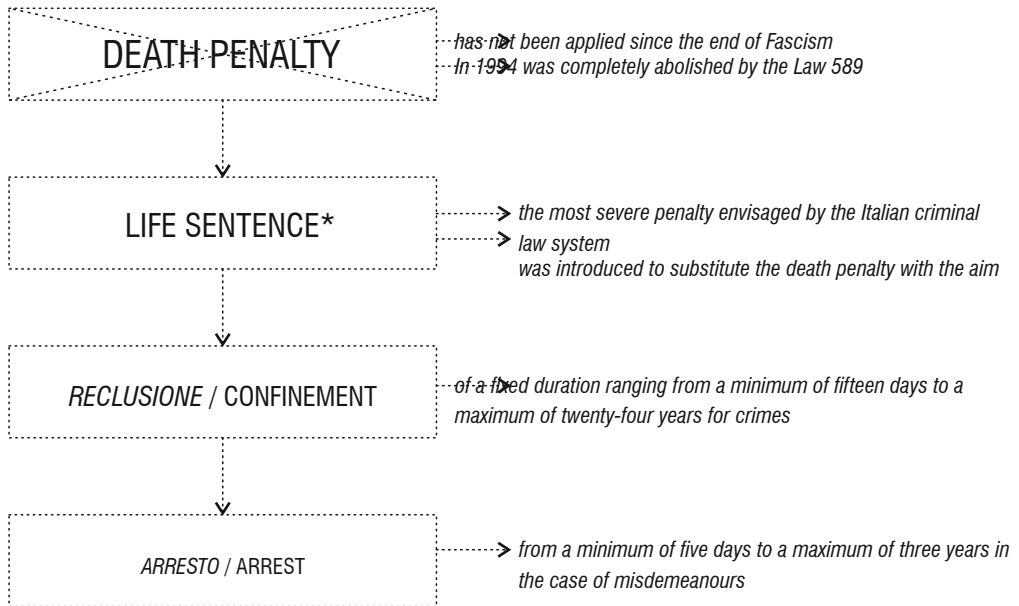 DEATH PENALTY
has not been applied since the end of Fascism
In 1994 was completely abolished by the Law 589
LIFE SENTENCE*
the most severe penalty envisaged by the Italian criminal
law system
was introduced to substitute the death penalty with the aim
RECLUSIONE / CONFINEMENT
of a fixed duration ranging from a minimum of fifteen days to a
maximum of twenty-four years for crimes
ARRESTO / ARREST
from a minimum of five days to a maximum of three years in
the case of misdemeanours